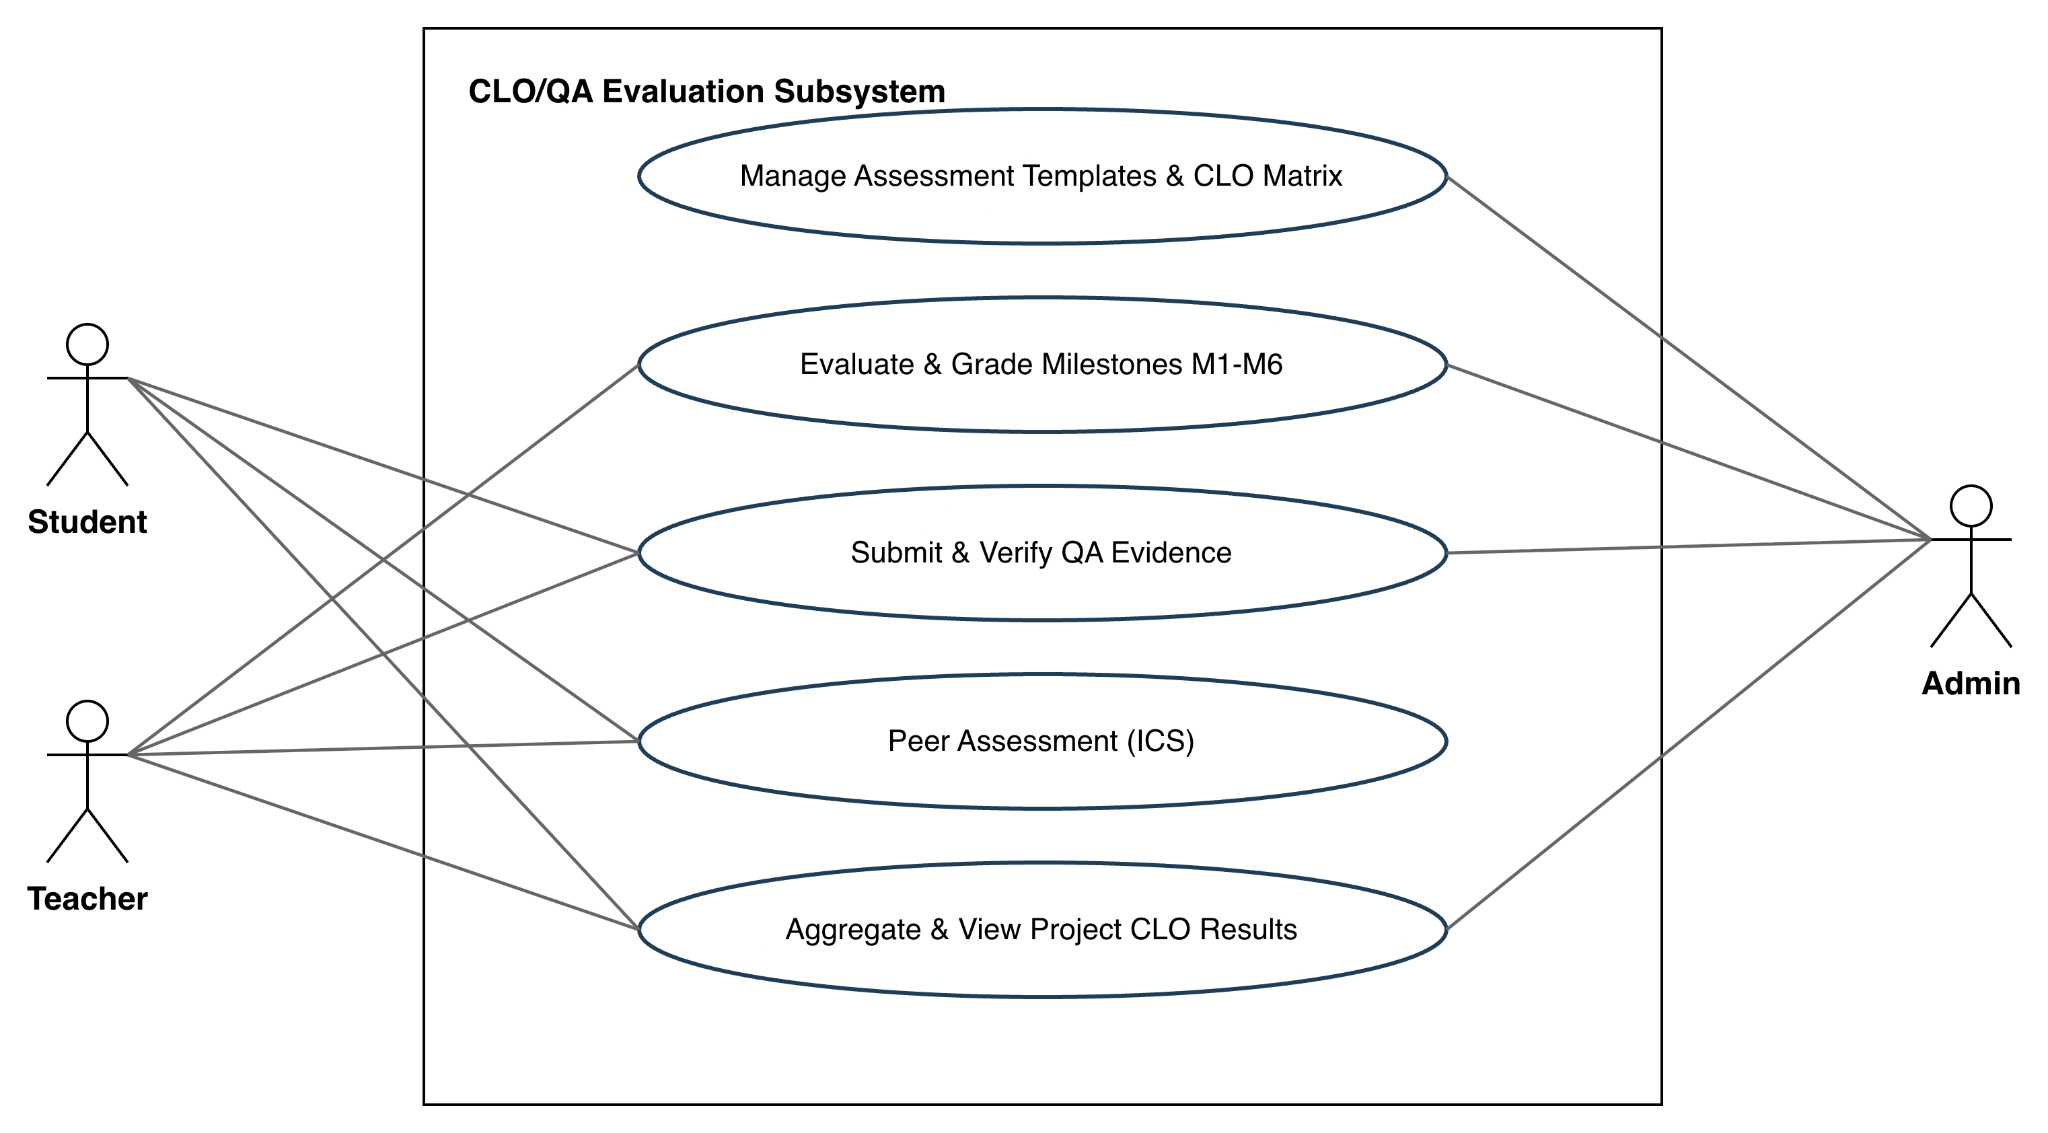 CLO/QA Evaluation Subsystem
Manage Assessment Templates & CLO Matrix
Evaluate & Grade Milestones M1-M6
Student
Submit & Verify QA Evidence
Admin
Peer Assessment (ICS)
Teacher
Aggregate & View Project CLO Results